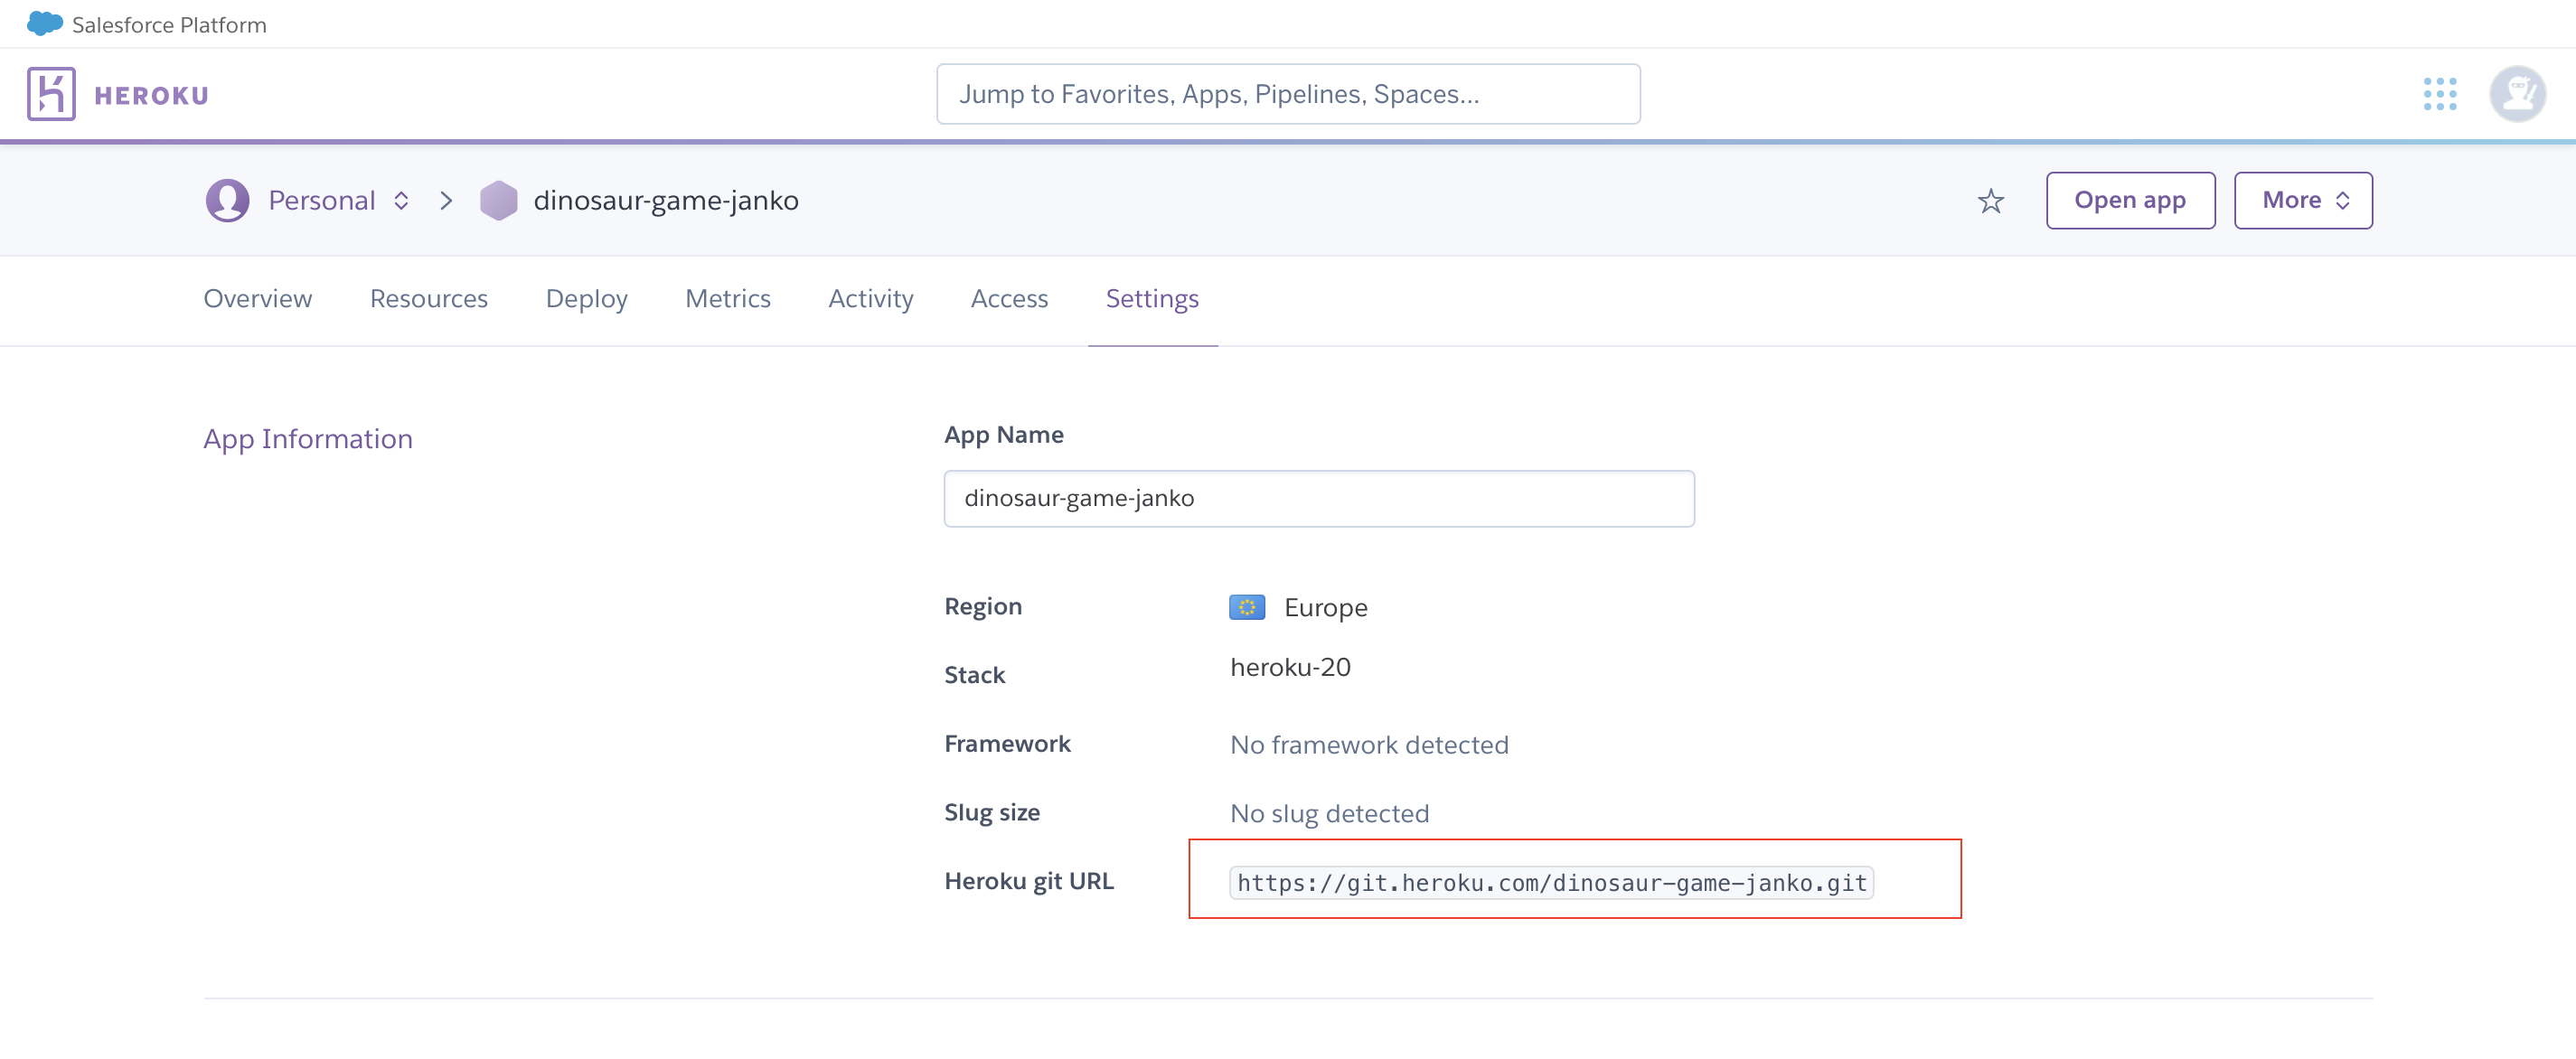 Salesforce Platform
HEROKU
Jump to Favorites, Apps, Pipelines, Spaces...
Personal
dinosaur-game-janko
Open app
More
Overview
Resources
Deploy
Metrics
Activity
Access
Settings
App Information
App Name
dinosaur-game-janko
Region
Europe
Stack
heroku-20
Framework
No framework detected
Slug size
No slug detected
Heroku git URL
https://git.heroku.com/dinosaur-game-janko.git